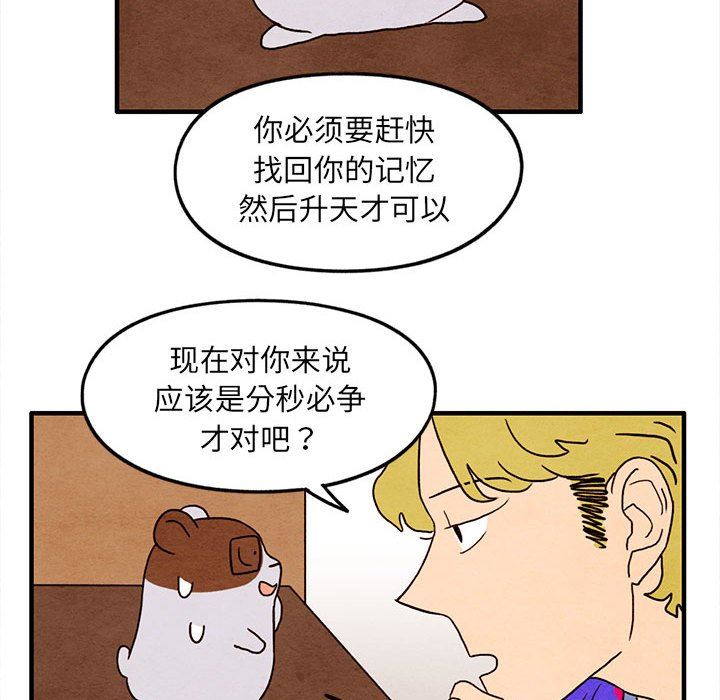 你必须要赶快
找回你的记忆
然后升天才可以
现在对你来说
应该是分秒必争
才对吧？